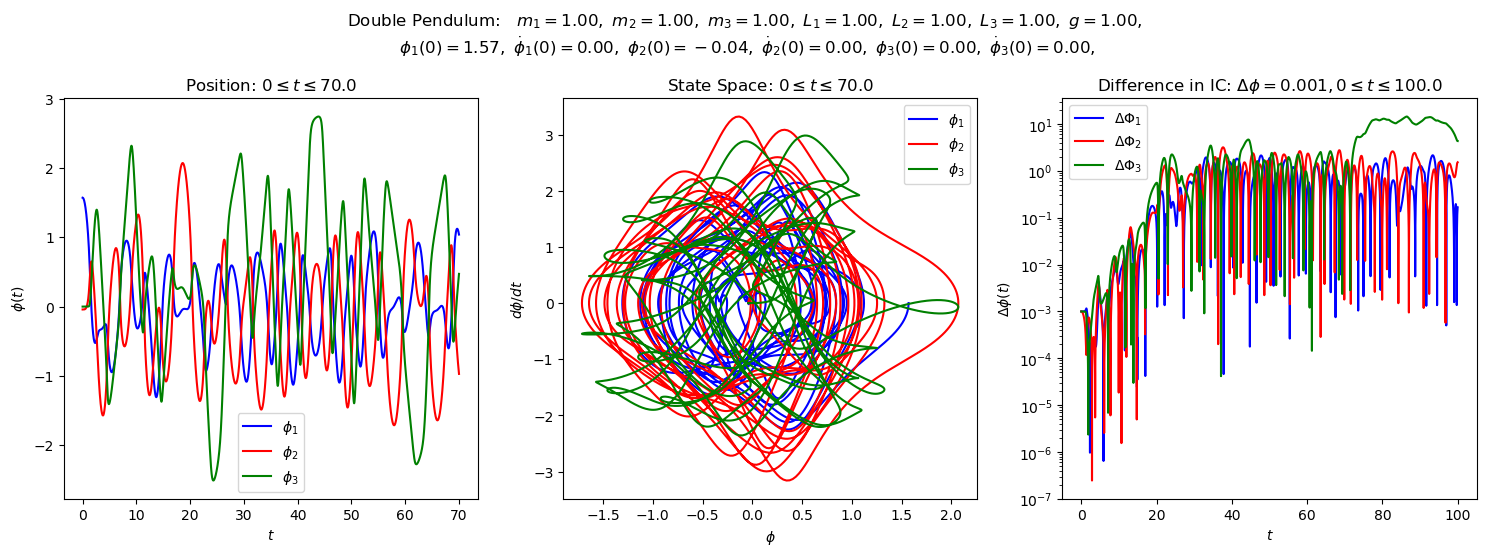 Double Pendulum: m₁ = 1.00, m₂ = 1.00, m₃ = 1.00, L₁ = 1.00, L₂ = 1.00, L₃ = 1.00, g = 1.00,
ϕ₁(0) = 1.57, ϕ̇₁(0) = 0.00, ϕ₂(0) = −0.04, ϕ̇₂(0) = 0.00, ϕ₃(0) = 0.00, ϕ̇₃(0) = 0.00,
Position: 0 ≤ t ≤ 70.0
ϕ(t)
3
2
1
0
−1
−2
ϕ₁
ϕ₂
ϕ₃
0 10 20 30 40 50 60 70
t
State Space: 0 ≤ t ≤ 70.0
dϕ/dt
3
2
1
0
−1
−2
−3
ϕ₁
ϕ₂
ϕ₃
−1.5 −1.0 −0.5 0.0 0.5 1.0 1.5 2.0
ϕ
Difference in IC: Δϕ = 0.001, 0 ≤ t ≤ 100.0
Δϕ(t)
10¹
10⁰
10⁻¹
10⁻²
10⁻³
10⁻⁴
10⁻⁵
10⁻⁶
10⁻⁷
ΔΦ₁
ΔΦ₂
ΔΦ₃
0 20 40 60 80 100
t